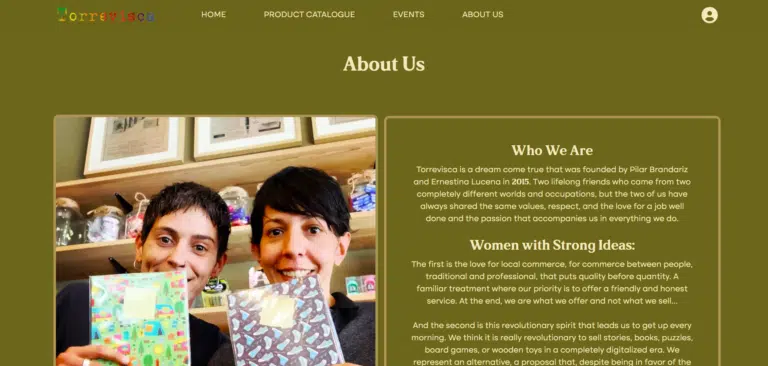 Torrevisca
HOME
PRODUCT CATALOGUE
EVENTS
ABOUT US
About Us
Who We Are
Torrevisca is a dream come true that was founded by Pilar Brandariz
and Ernestina Lucena in 2015. Two lifelong friends who came from two
completely different worlds and occupations, but the two of us have
always shared the same values, respect, and the love for a job well
done and the passion that accompanies us in everything we do.
Women with Strong Ideas:
The first is the love for local commerce, for commerce between people,
traditional and professional, that puts quality before quantity. A
familiar treatment where our priority is to offer a friendly and honest
service. At the end, we are what we offer and not what we sell...
And the second is this revolutionary spirit that leads us to get up every
morning. We think it is really revolutionary to sell stories, books, puzzles,
board games, or wooden toys in a completely digitalized era. We
represent an alternative, a proposal that, despite being in favor of the